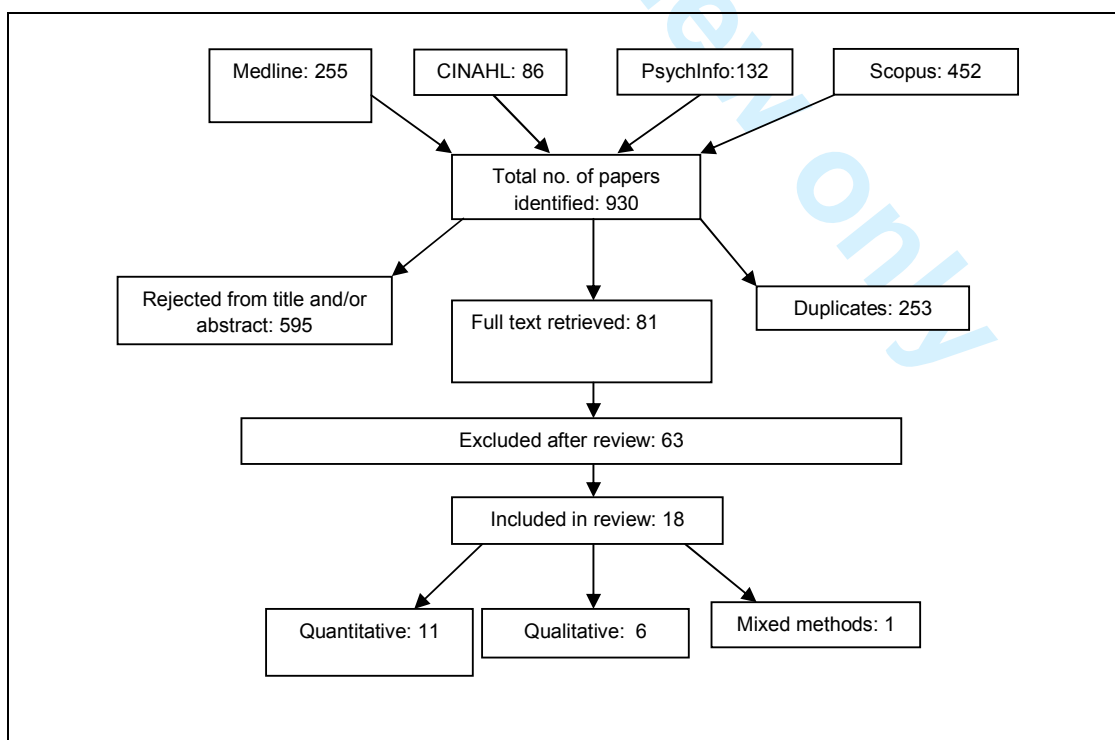 Medline: 255
CINAHL: 86
PsychInfo:132
Scopus: 452
Total no. of papers
identified: 930
Rejected from title and/or
abstract: 595
Full text retrieved: 81
Duplicates: 253
Excluded after review: 63
Included in review: 18
Quantitative: 11
Qualitative:  6
Mixed methods: 1
ew only